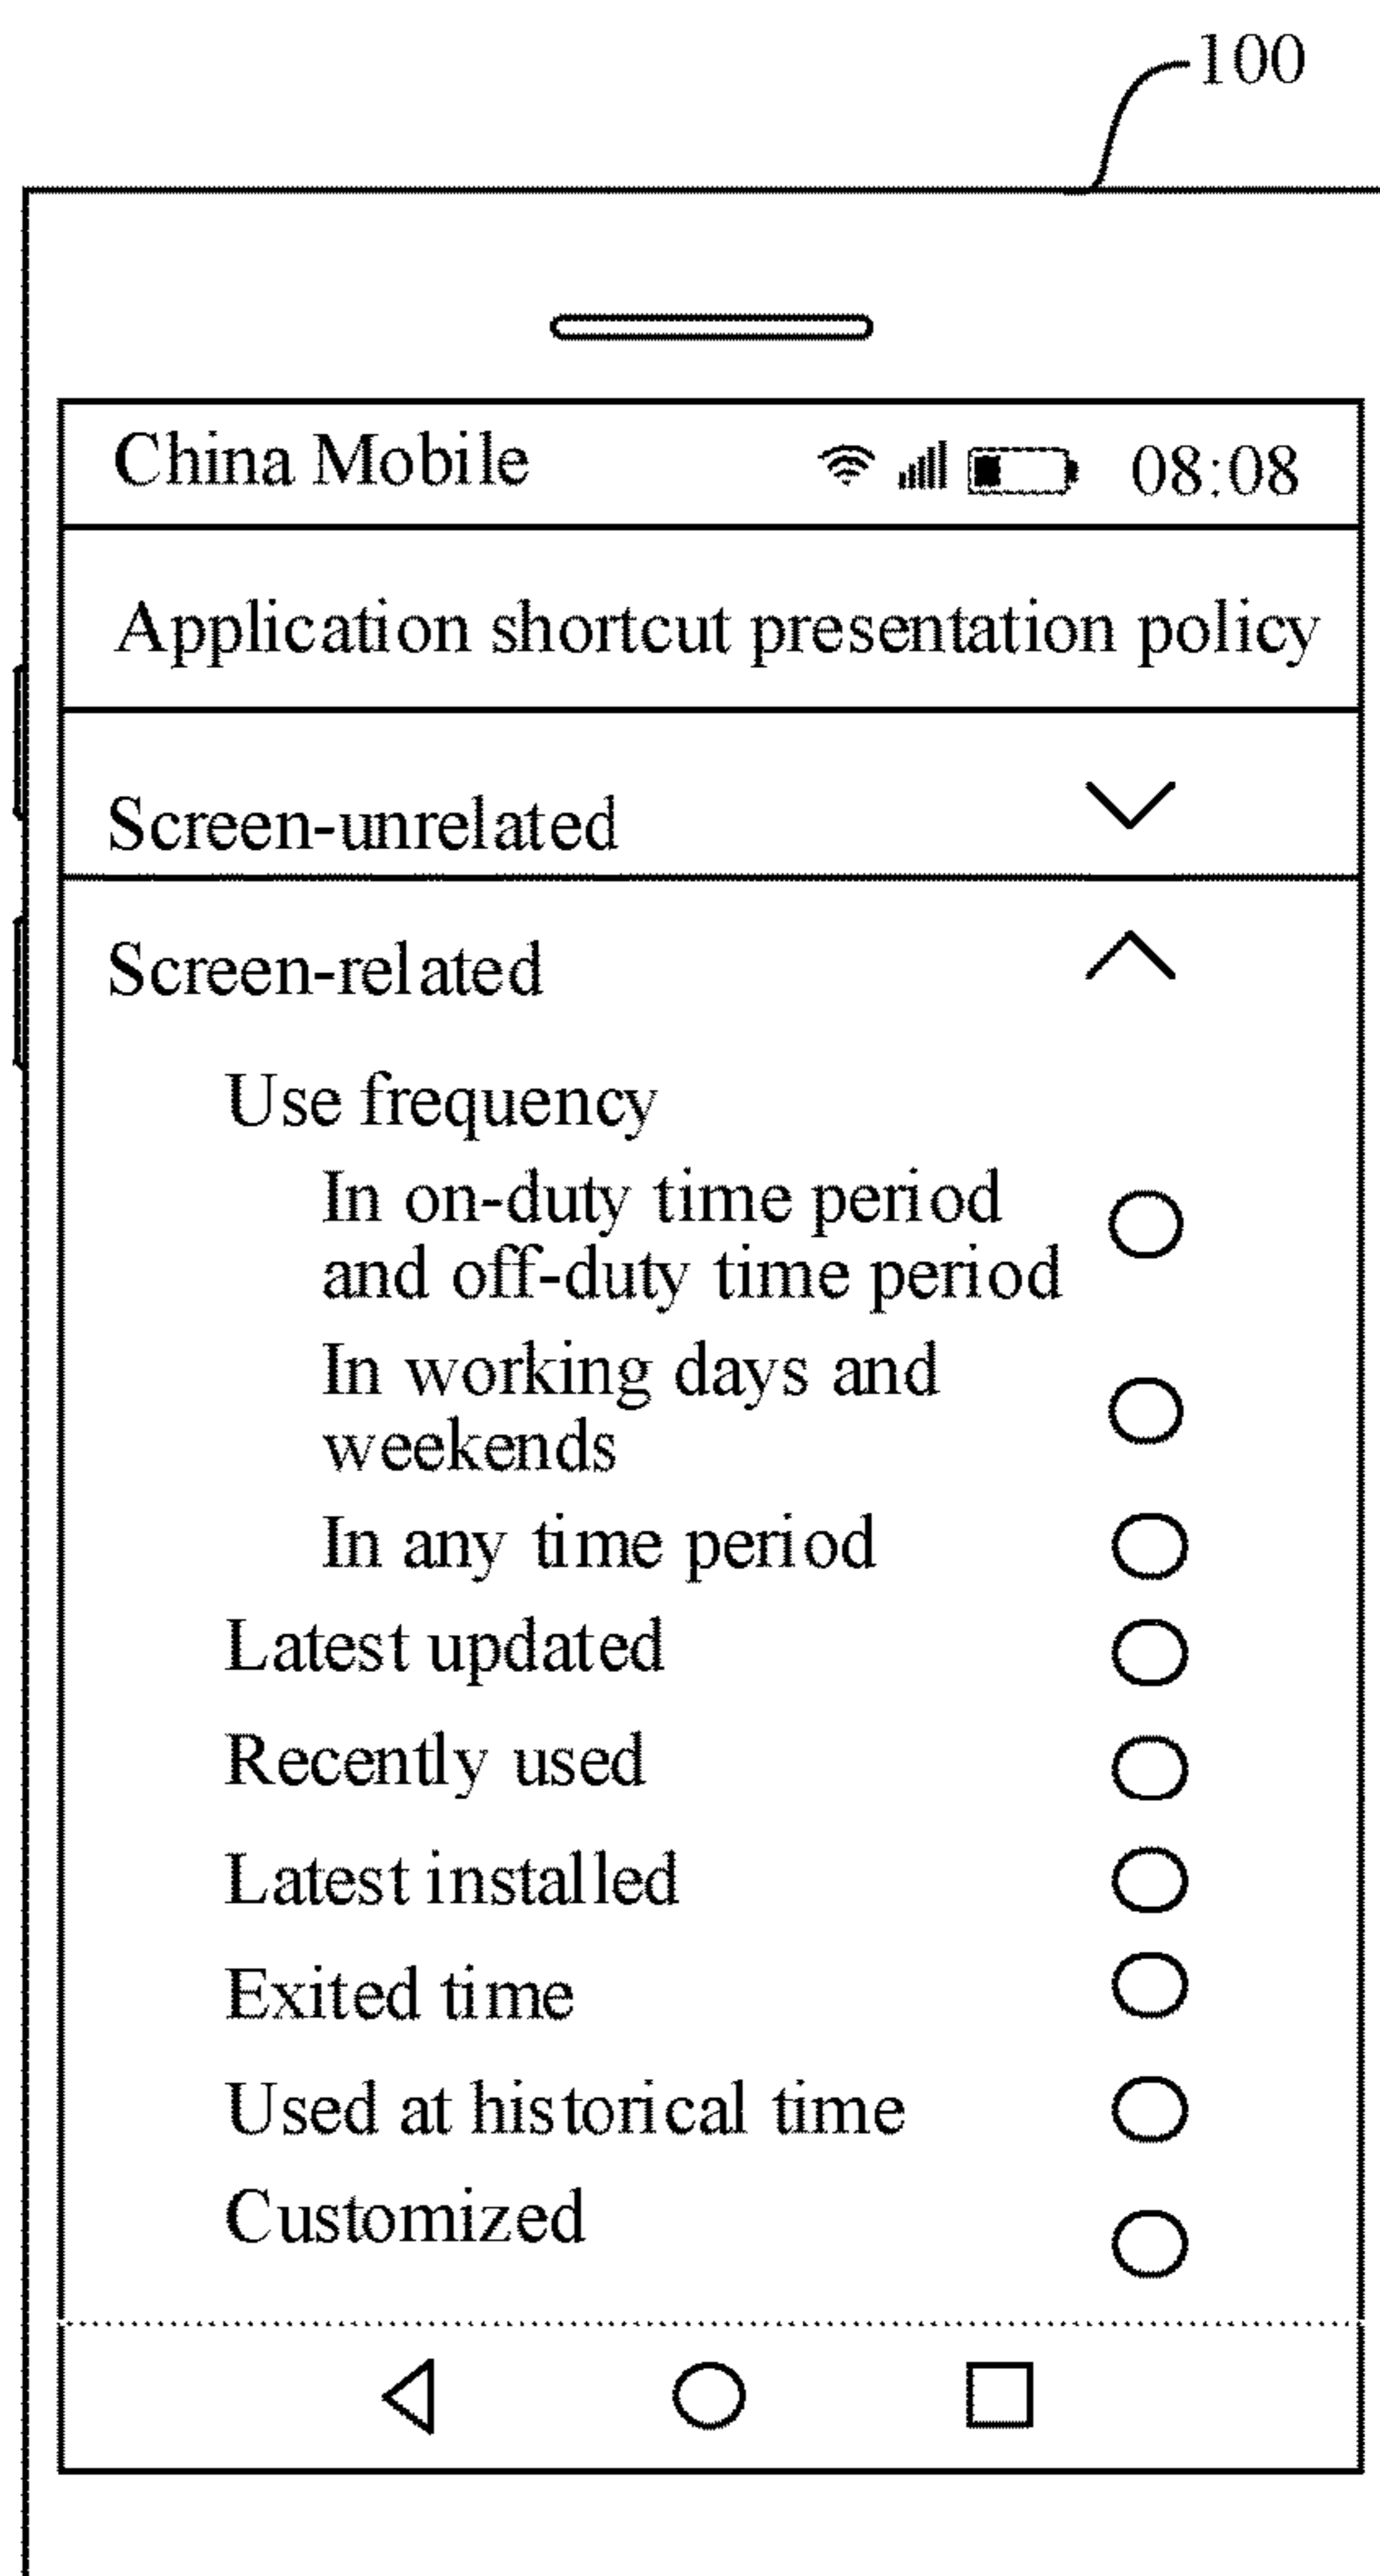 100
China Mobile 08:08
Application shortcut presentation policy
Screen-unrelated
Screen-related
Use frequency
In on-duty time period
and off-duty time period
In working days and
weekends
In any time period
Latest updated
Recently used
Latest installed
Exited time
Used at historical time
Customized